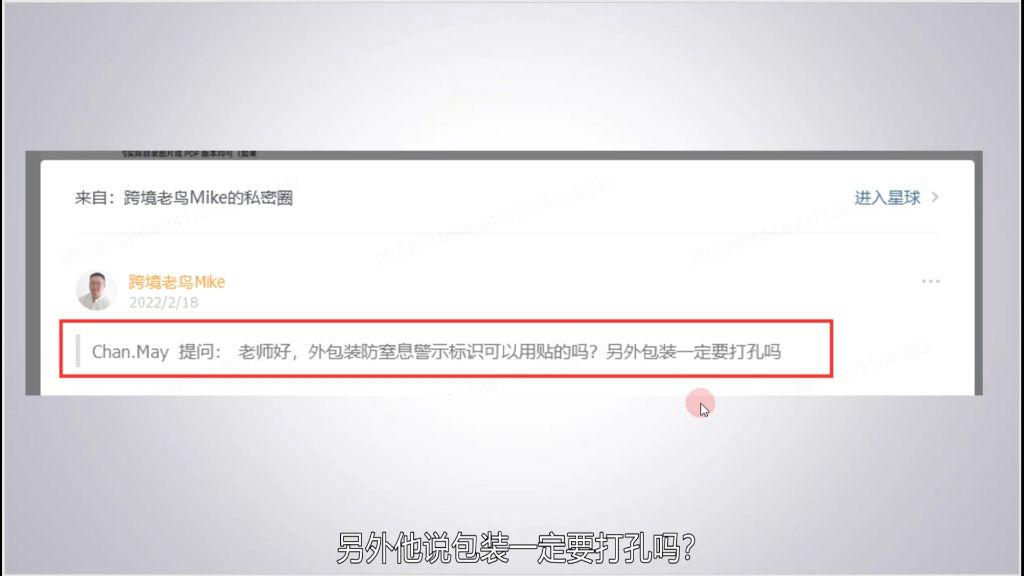 来自：跨境老鸟Mike的私密圈
进入星球
跨境老鸟Mike
2022/2/18
Chan.May 提问： 老师好，外包装防窒息警示标识可以用贴的吗？另外包装一定要打孔吗
另外他说包装一定要打孔吗?